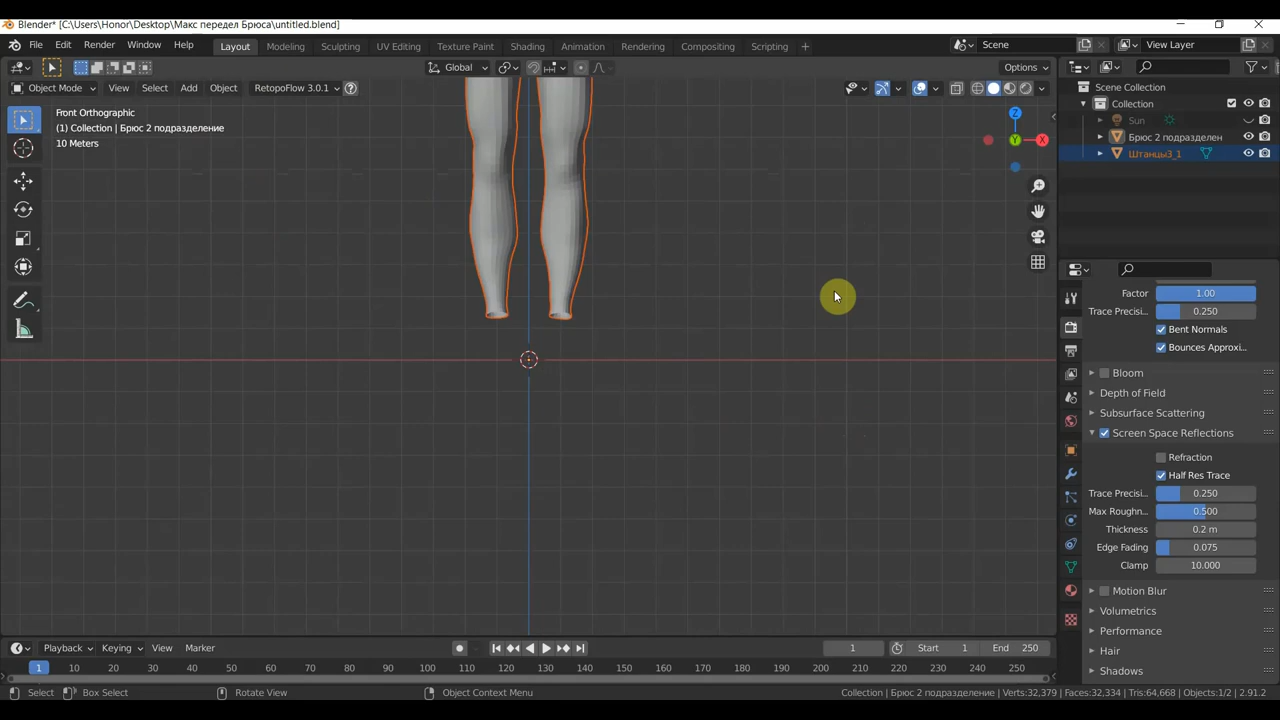 Blender* [C:\Users\Honor\Desktop\Макс передел Брюса\untitled.blend]
File Edit Render Window Help Layout Modeling Sculpting UV Editing Texture Paint Shading Animation Rendering Compositing Scripting + Scene View Layer
Global Options
Object Mode View Select Add Object RetopoFlow 3.0.1
Front Orthographic
(1) Collection | Брюс 2 подразделение
10 Meters
Z
Y
X
Scene Collection
Collection
Sun
Брюс 2 подразделен
Штанцы3_1
Factor 1.00
Trace Precisi... 0.250
Bent Normals
Bounces Approxi...
Bloom
Depth of Field
Subsurface Scattering
Screen Space Reflections
Refraction
Half Res Trace
Trace Precisi... 0.250
Max Roughn... 0.500
Thickness 0.2 m
Edge Fading 0.075
Clamp 10.000
Motion Blur
Volumetrics
Performance
Hair
Shadows
Playback Keying View Marker 1 Start 1 End 250
1 10 20 30 40 50 60 70 80 90 100 110 120 130 140 150 160 170 180 190 200 210 220 230 240 250
Select Box Select Rotate View Object Context Menu Collection | Брюс 2 подразделение | Verts:32,379 | Faces:32,334 | Tris:64,668 | Objects:1/2 | 2.91.2